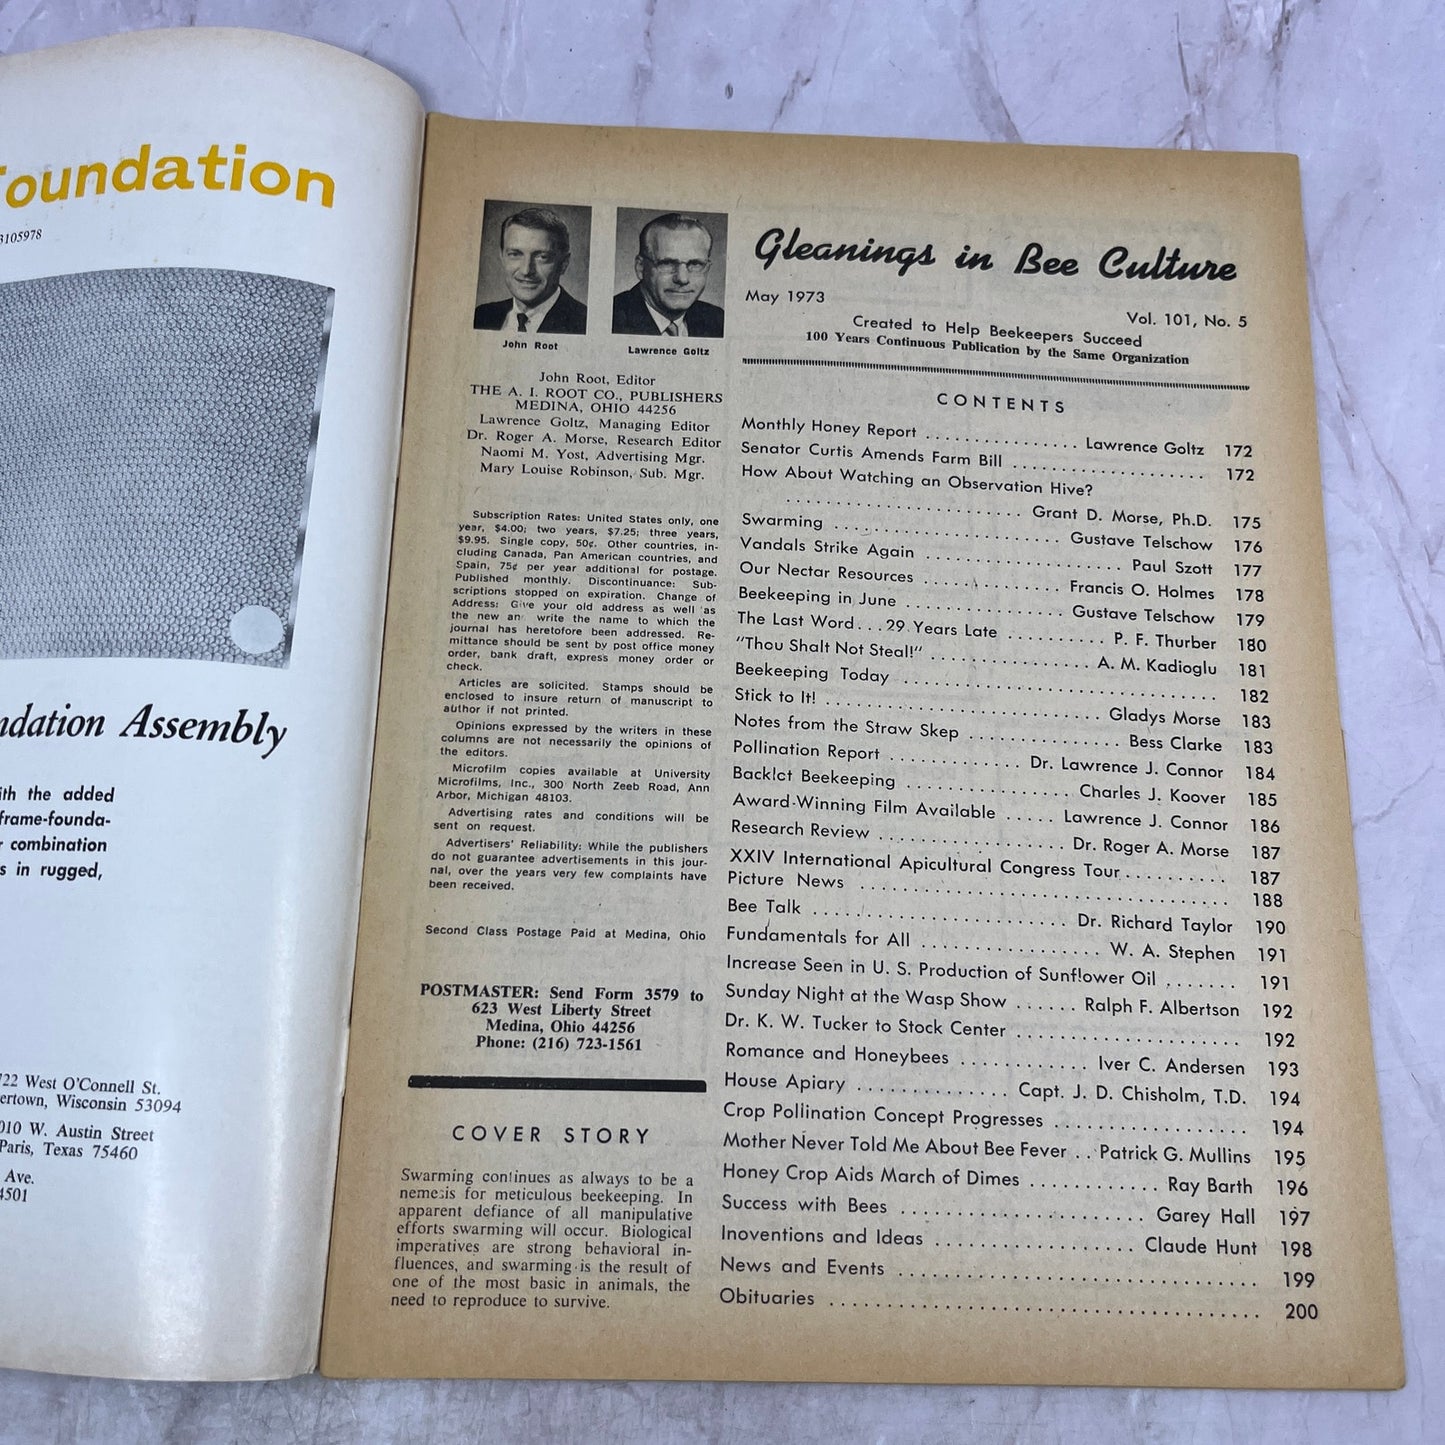 Foundation
3105978
ndation Assembly
ith the added
frame-founda-
r combination
s in rugged,
722 West O'Connell St.
ertown, Wisconsin 53094
010 W. Austin Street
Paris, Texas 75460
Ave.
4501
John Root
Lawrence Goltz
John Root, Editor
THE A. I. ROOT CO., PUBLISHERS
MEDINA, OHIO 44256
Lawrence Goltz, Managing Editor
Dr. Roger A. Morse, Research Editor
Naomi M. Yost, Advertising Mgr.
Mary Louise Robinson, Sub. Mgr.
Subscription Rates: United States only, one
year, $4.00; two years, $7.25; three years,
$9.95. Single copy, 50¢. Other countries, in-
cluding Canada, Pan American countries, and
Spain, 75¢ per year additional for postage.
Published monthly. Discontinuance: Sub-
scriptions stopped on expiration. Change of
Address: Give your old address as well as
the new an write the name to which the
journal has heretofore been addressed. Re-
mittance should be sent by post office money
order, bank draft, express money order or
check.
Articles are solicited. Stamps should be
enclosed to insure return of manuscript to
author if not printed.
Opinions expressed by the writers in these
columns are not necessarily the opinions of
the editors.
Microfilm copies available at University
Microfilms, Inc., 300 North Zeeb Road, Ann
Arbor, Michigan 48103.
Advertising rates and conditions will be
sent on request.
Advertisers' Reliability: While the publishers
do not guarantee advertisements in this jour-
nal, over the years very few complaints have
been received.
Second Class Postage Paid at Medina, Ohio
POSTMASTER: Send Form 3579 to
623 West Liberty Street
Medina, Ohio 44256
Phone: (216) 723-1561
COVER STORY
Swarming continues as always to be a
nemesis for meticulous beekeeping. In
apparent defiance of all manipulative
efforts swarming will occur. Biological
imperatives are strong behavioral in-
fluences, and swarming is the result of
one of the most basic in animals, the
need to reproduce to survive.
Gleanings in Bee Culture
May 1973
Vol. 101, No. 5
Created to Help Beekeepers Succeed
100 Years Continuous Publication by the Same Organization
CONTENTS
Monthly Honey Report ................ Lawrence Goltz 172
Senator Curtis Amends Farm Bill ................... 172
How About Watching an Observation Hive?
........................ Grant D. Morse, Ph.D. 175
Swarming ....................... Gustave Telschow 176
Vandals Strike Again .................... Paul Szott 177
Our Nectar Resources .............. Francis O. Holmes 178
Beekeeping in June ................ Gustave Telschow 179
The Last Word...29 Years Late .......... P. F. Thurber 180
"Thou Shalt Not Steal!" ................ A. M. Kadioglu 181
Beekeeping Today ................................ 182
Stick to It! ............................ Gladys Morse 183
Notes from the Straw Skep ................ Bess Clarke 183
Pollination Report .............. Dr. Lawrence J. Connor 184
Backlot Beekeeping ................. Charles J. Koover 185
Award-Winning Film Available ..... Lawrence J. Connor 186
Research Review ................. Dr. Roger A. Morse 187
XXIV International Apicultural Congress Tour.......... 187
Picture News .................................... 188
Bee Talk ......................... Dr. Richard Taylor 190
Fundamentals for All ................. W. A. Stephen 191
Increase Seen in U. S. Production of Sunflower Oil ....... 191
Sunday Night at the Wasp Show ...... Ralph F. Albertson 192
Dr. K. W. Tucker to Stock Center ....................... 192
Romance and Honeybees ............. Iver C. Andersen 193
House Apiary ............. Capt. J. D. Chisholm, T.D. 194
Crop Pollination Concept Progresses .................... 194
Mother Never Told Me About Bee Fever .. Patrick G. Mullins 195
Honey Crop Aids March of Dimes ............ Ray Barth 196
Success with Bees ........................ Garey Hall 197
Inoventions and Ideas .................... Claude Hunt 198
News and Events .................................... 199
Obituaries .......................................... 200